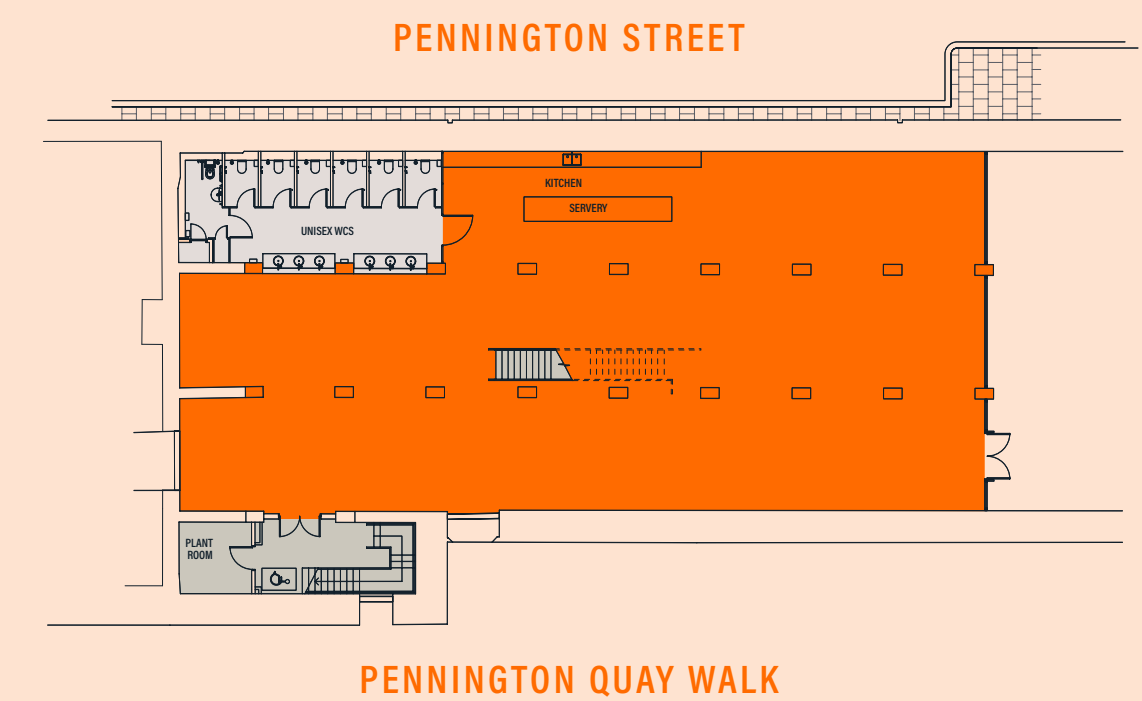 PENNINGTON STREET
KITCHEN
SERVERY
UNISEX WCS
PLANT
ROOM
PENNINGTON QUAY WALK